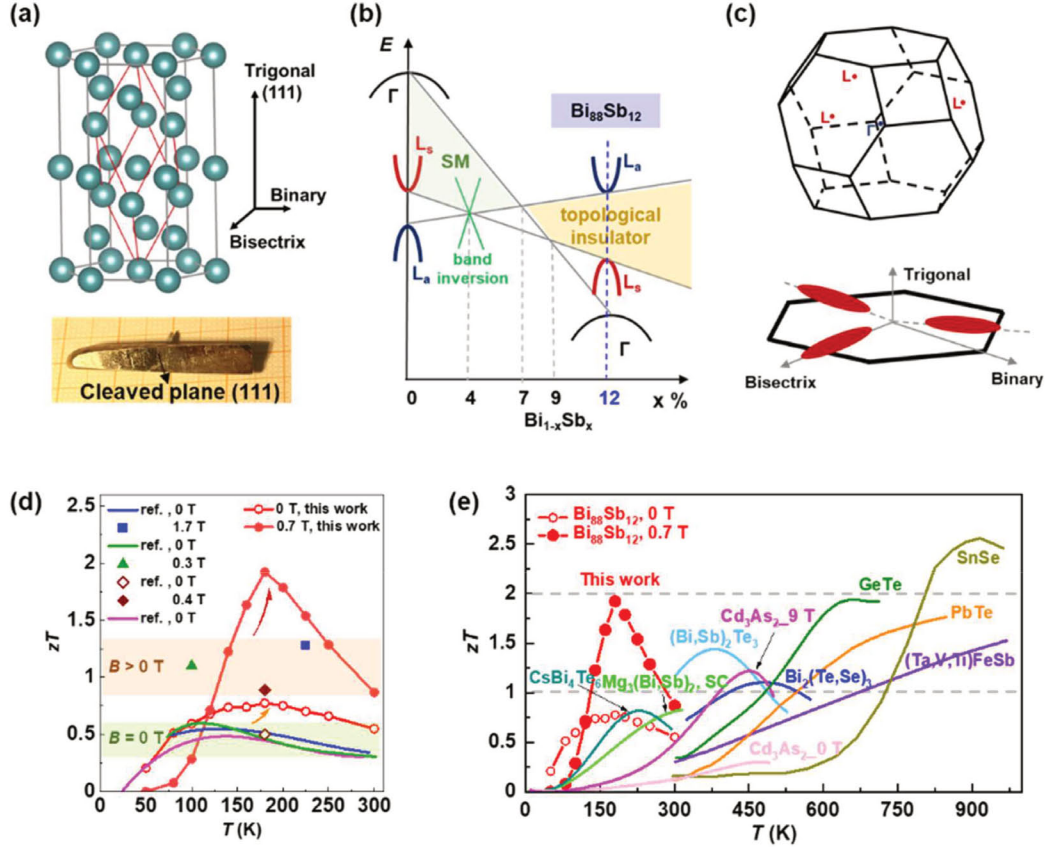 (a)
Trigonal
(111)
Binary
Bisectrix
Cleaved plane (111)
(b)
E
Γ
Bi88Sb12
Ls
SM
La
topological
insulator
band
inversion
La
Ls
Γ
0 4 7 9 12 x %
Bi1-xSbx
(c)
L
L
L
Γ
Trigonal
Bisectrix
Binary
(d)
2.5
2
1.5
1
0.5
0
zT
ref. , 0 T
1.7 T
ref. , 0 T
0.3 T
ref. , 0 T
0.4 T
ref. , 0 T
0 T, this work
0.7 T, this work
B > 0 T
B = 0 T
0 50 100 150 200 250 300
T (K)
(e)
3
2.5
2
1.5
1
0.5
0
zT
Bi88Sb12, 0 T
Bi88Sb12, 0.7 T
This work
SnSe
GeTe
Cd3As2_9 T
PbTe
(Bi,Sb)2Te3
(Ta,V,Ti)FeSb
CsBi4Te6
Mg3(Bi,Sb)2, SC
Bi2(Te,Se)3
Cd3As2_ 0 T
0 150 300 450 600 750 900
T (K)